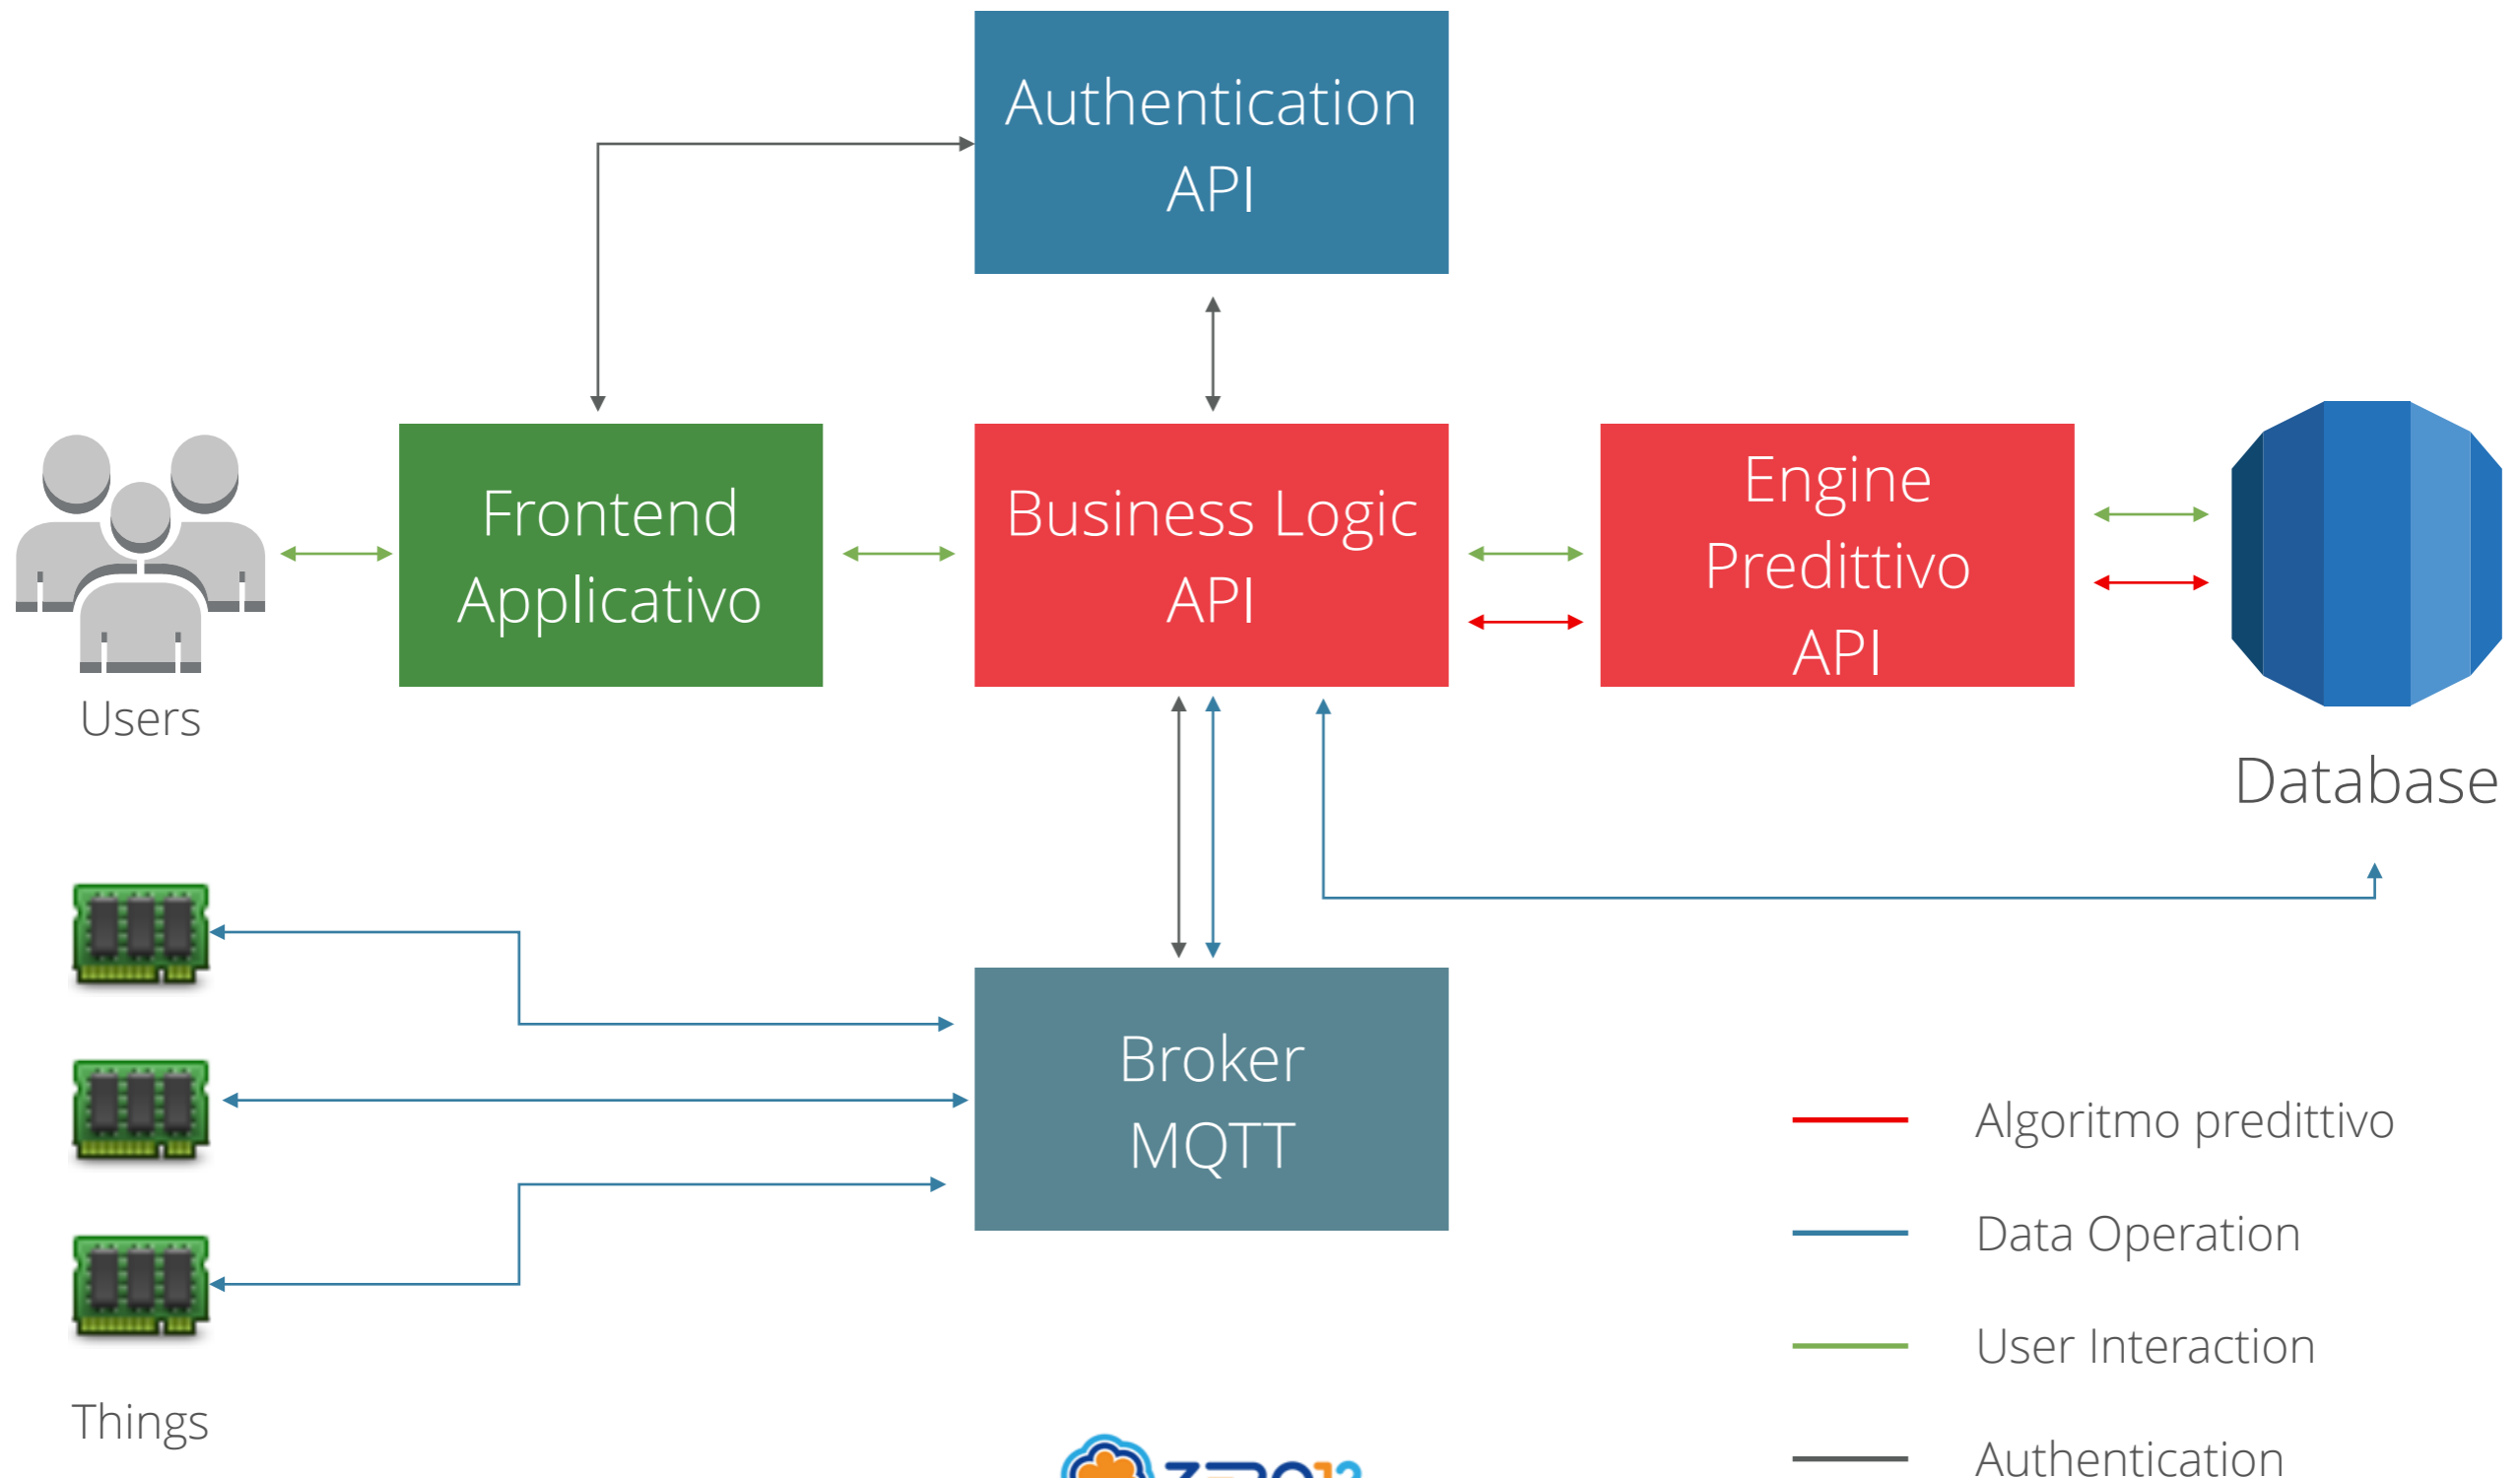 Authentication
API
Frontend
Applicativo
Business Logic
API
Engine
Predittivo
API
Users
Database
Broker
MQTT
Things
Algoritmo predittivo
Data Operation
User Interaction
Authentication